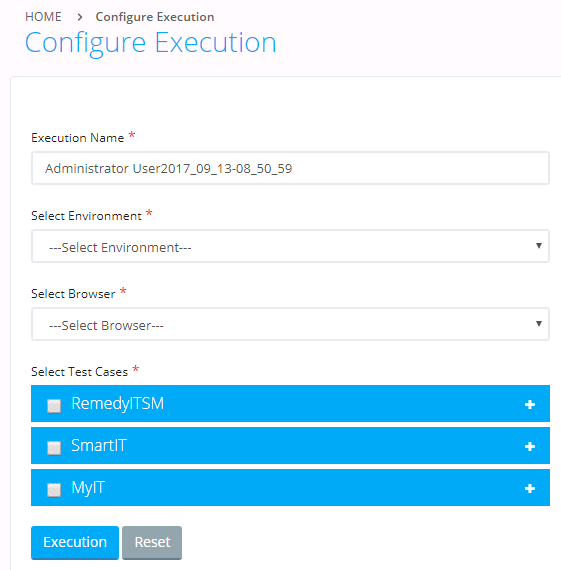 HOME > Configure Execution
Configure Execution
Execution Name *
Administrator User2017_09_13-08_50_59
Select Environment *
---Select Environment---
Select Browser *
---Select Browser---
Select Test Cases *
RemedyITSM
SmartIT
MyIT
Execution Reset